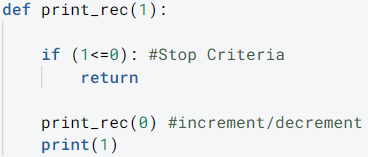 def print_rec(1):
if (1<=0): #Stop Criteria
return
print_rec(0) #increment/decrement
print(1)